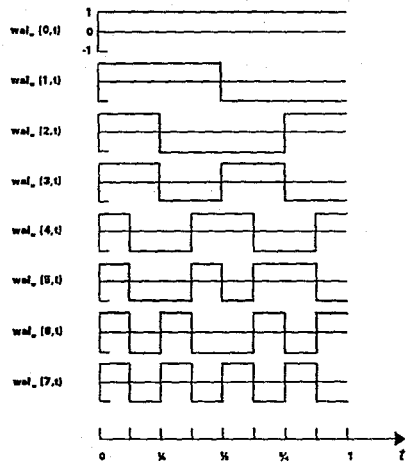 1
0
-1
wal_w (0,t)
wal_w (1,t)
wal_w (2,t)
wal_w (3,t)
wal_w (4,t)
wal_w (5,t)
wal_w (6,t)
wal_w (7,t)
0 ¼ ½ ¾ 1 t